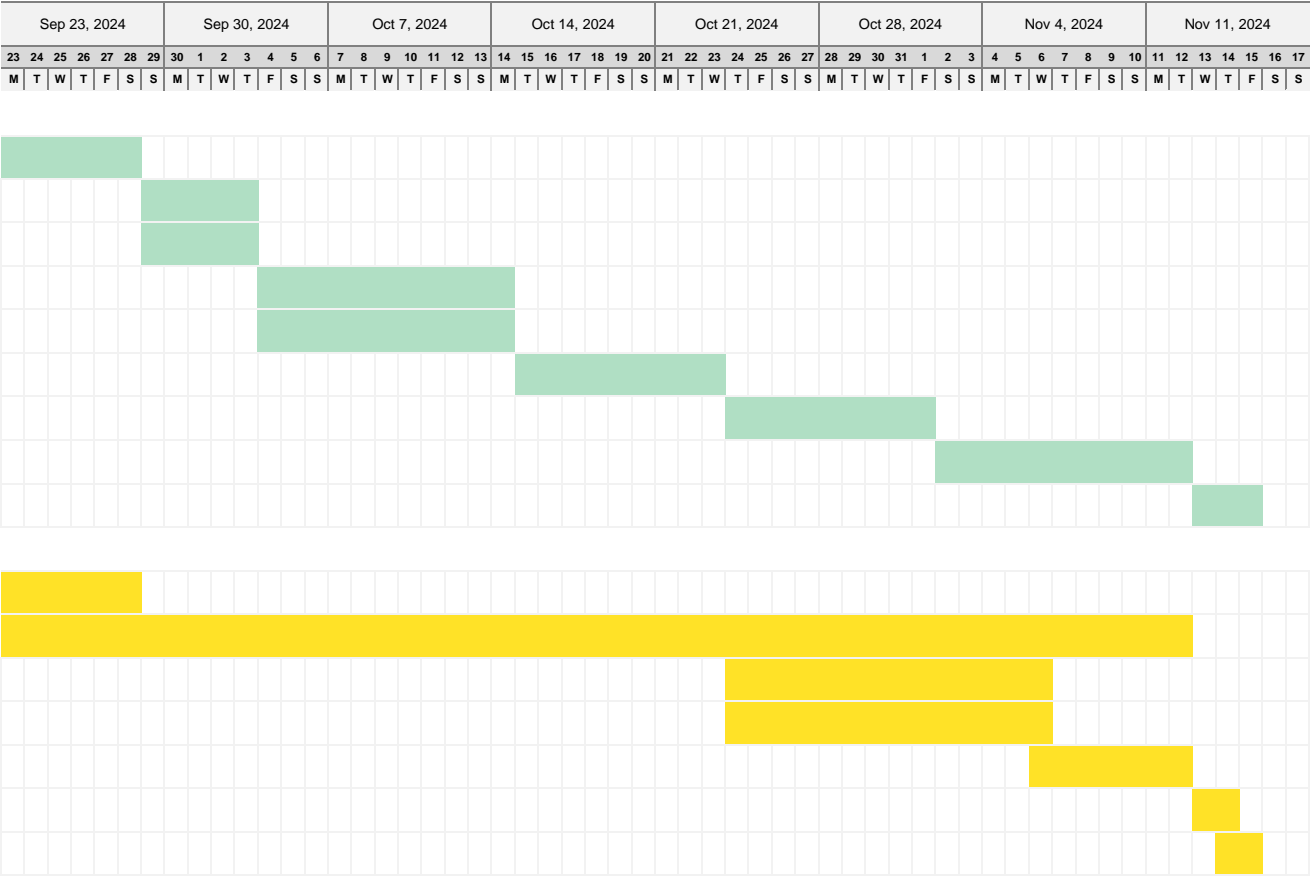 Sep 23, 2024 Sep 30, 2024 Oct 7, 2024 Oct 14, 2024 Oct 21, 2024 Oct 28, 2024 Nov 4, 2024 Nov 11, 2024
23 24 25 26 27 28 29 30 1 2 3 4 5 6 7 8 9 10 11 12 13 14 15 16 17 18 19 20 21 22 23 24 25 26 27 28 29 30 31 1 2 3 4 5 6 7 8 9 10 11 12 13 14 15 16 17
M T W T F S S M T W T F S S M T W T F S S M T W T F S S M T W T F S S M T W T F S S M T W T F S S M T W T F S S